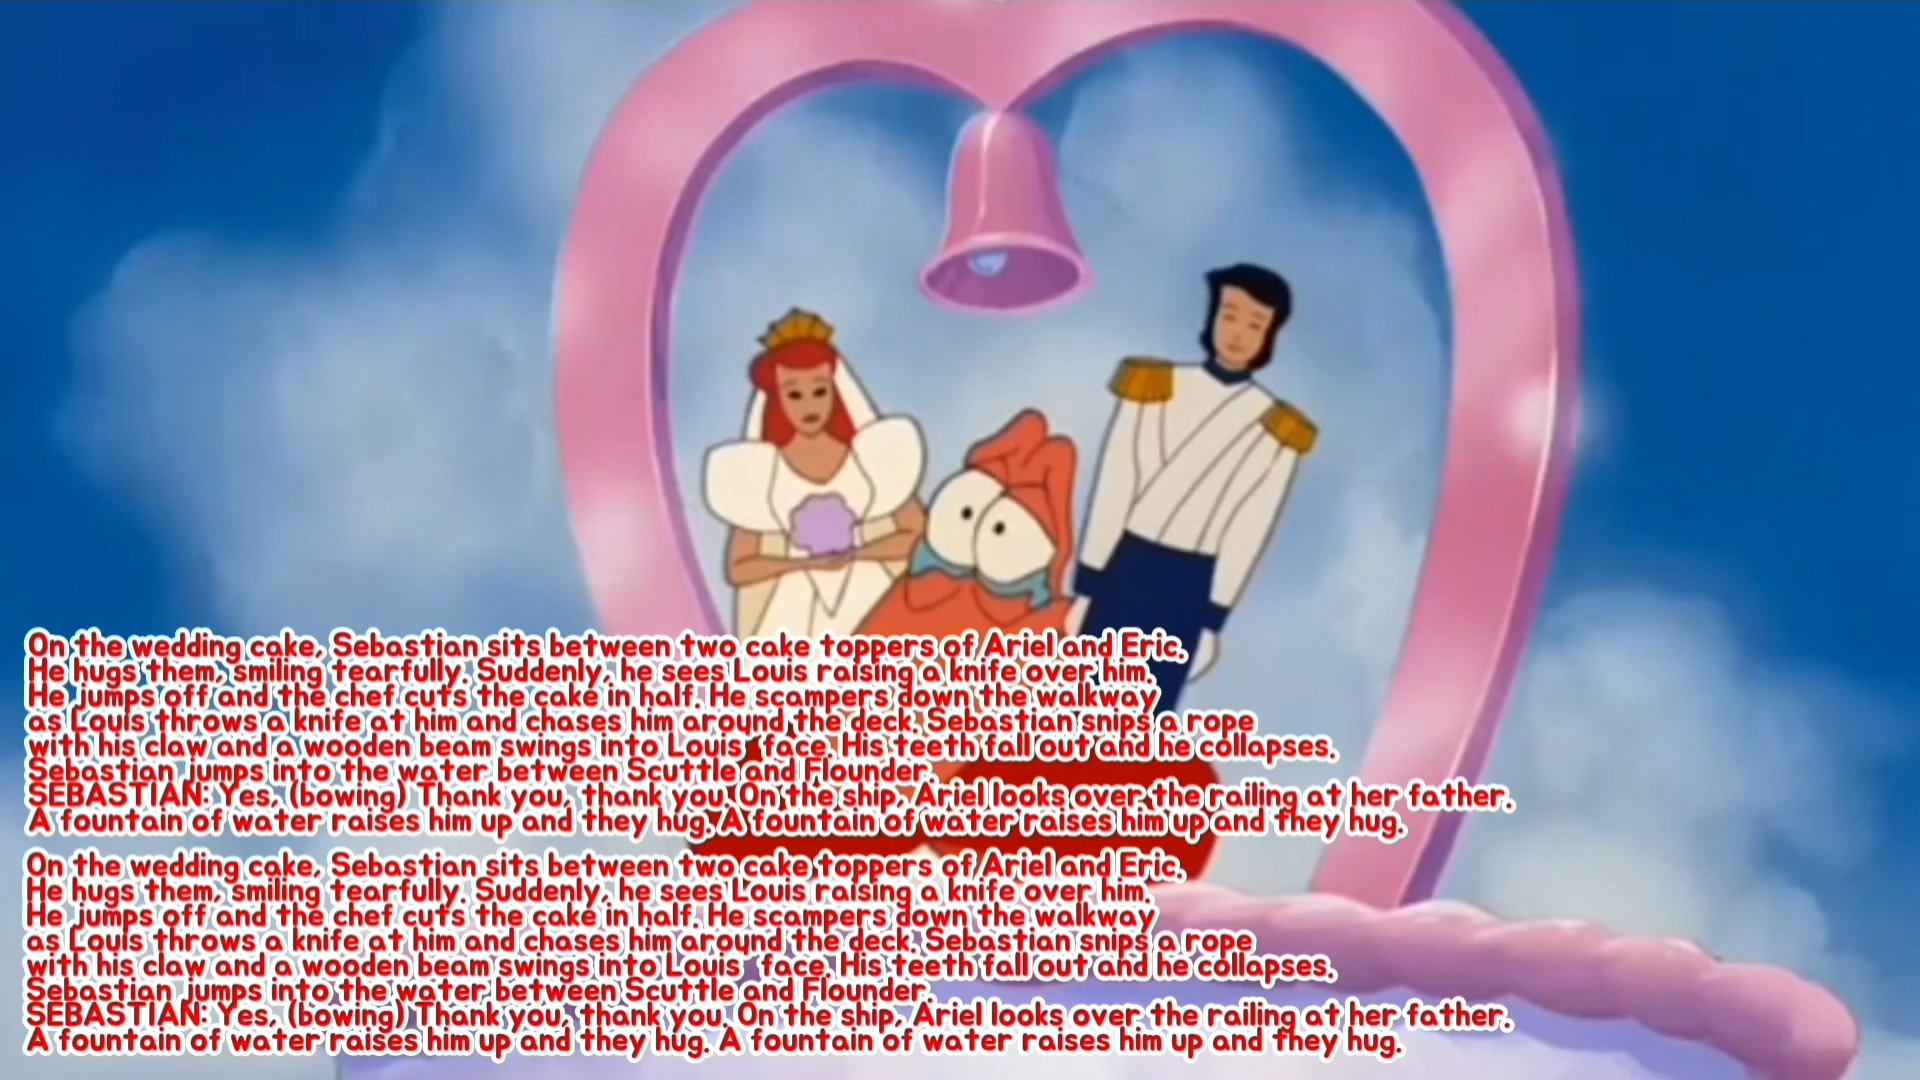 On the wedding cake, Sebastian sits between two cake toppers of Ariel and Eric.
He hugs them, smiling tearfully. Suddenly, he sees Louis raising a knife over him.
He jumps off and the chef cuts the cake in half. He scampers down the walkway
as Louis throws a knife at him and chases him around the deck. Sebastian snips a rope
with his claw and a wooden beam swings into Louis' face. His teeth fall out and he collapses.
Sebastian jumps into the water between Scuttle and Flounder.
SEBASTIAN: Yes, (bowing) Thank you, thank you. On the ship, Ariel looks over the railing at her father.
A fountain of water raises him up and they hug. A fountain of water raises him up and they hug.
On the wedding cake, Sebastian sits between two cake toppers of Ariel and Eric.
He hugs them, smiling tearfully. Suddenly, he sees Louis raising a knife over him.
He jumps off and the chef cuts the cake in half. He scampers down the walkway
as Louis throws a knife at him and chases him around the deck. Sebastian snips a rope
with his claw and a wooden beam swings into Louis' face. His teeth fall out and he collapses.
Sebastian jumps into the water between Scuttle and Flounder.
SEBASTIAN: Yes, (bowing) Thank you, thank you. On the ship, Ariel looks over the railing at her father.
A fountain of water raises him up and they hug. A fountain of water raises him up and they hug.